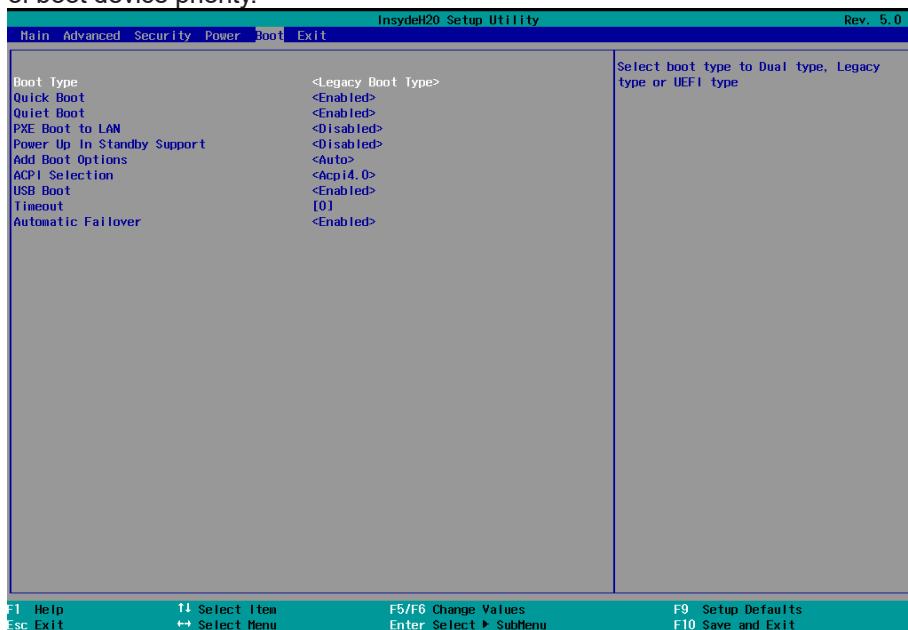 of boot device priority.
InsydeH2O Setup Utility Rev. 5.0
Main Advanced Security Power Boot Exit
Boot Type <Legacy Boot Type>
Quick Boot <Enabled>
Quiet Boot <Enabled>
PXE Boot to LAN <Disabled>
Power Up In Standby Support <Disabled>
Add Boot Options <Auto>
ACPI Selection <Acpi4.0>
USB Boot <Enabled>
Timeout [0]
Automatic Failover <Enabled>
Select boot type to Dual type, Legacy
type or UEFI type
F1 Help ↑↓ Select Item F5/F6 Change Values F9 Setup Defaults
Esc Exit ↔ Select Menu Enter Select ▶ SubMenu F10 Save and Exit